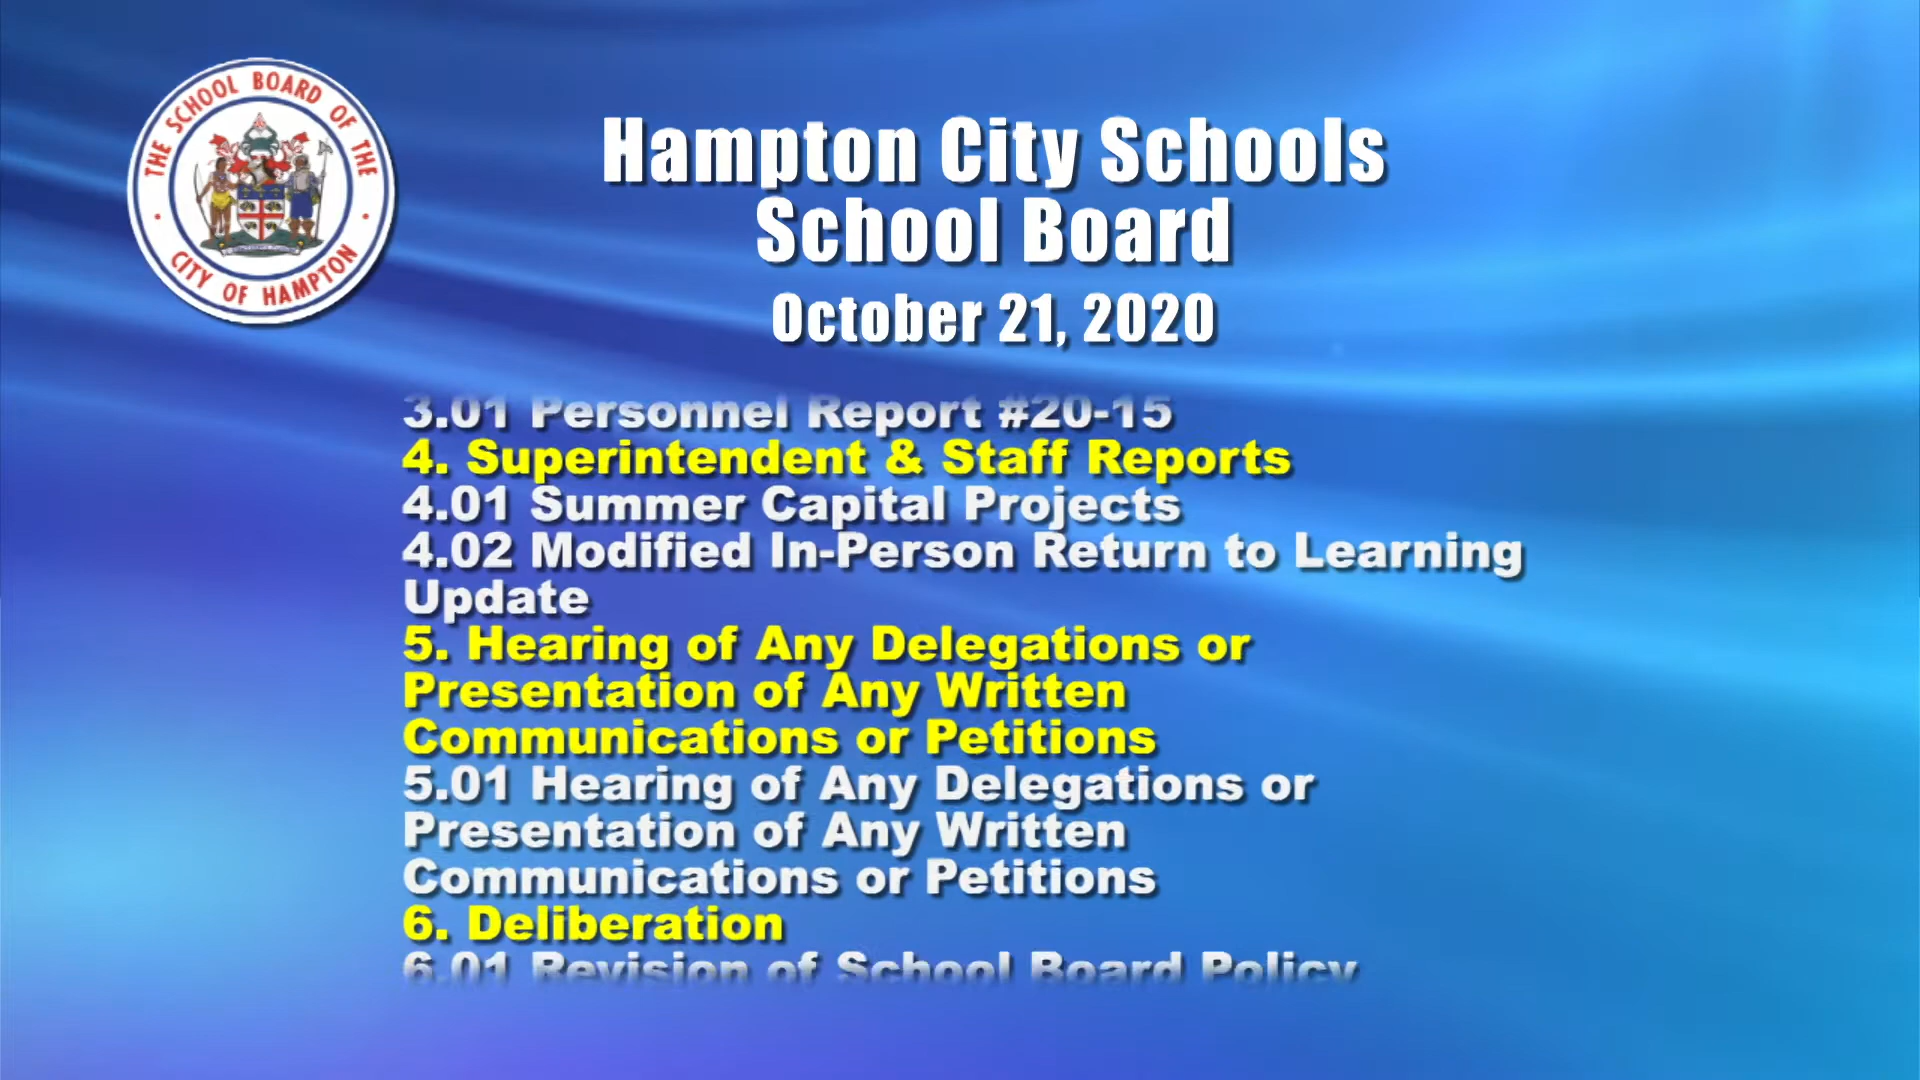 THE SCHOOL BOARD OF THE
CITY OF HAMPTON
Hampton City Schools
School Board
October 21, 2020
3.01 Personnel Report #20-15
4. Superintendent & Staff Reports
4.01 Summer Capital Projects
4.02 Modified In-Person Return to Learning
Update
5. Hearing of Any Delegations or
Presentation of Any Written
Communications or Petitions
5.01 Hearing of Any Delegations or
Presentation of Any Written
Communications or Petitions
6. Deliberation
6.01 Revision of School Board Policy